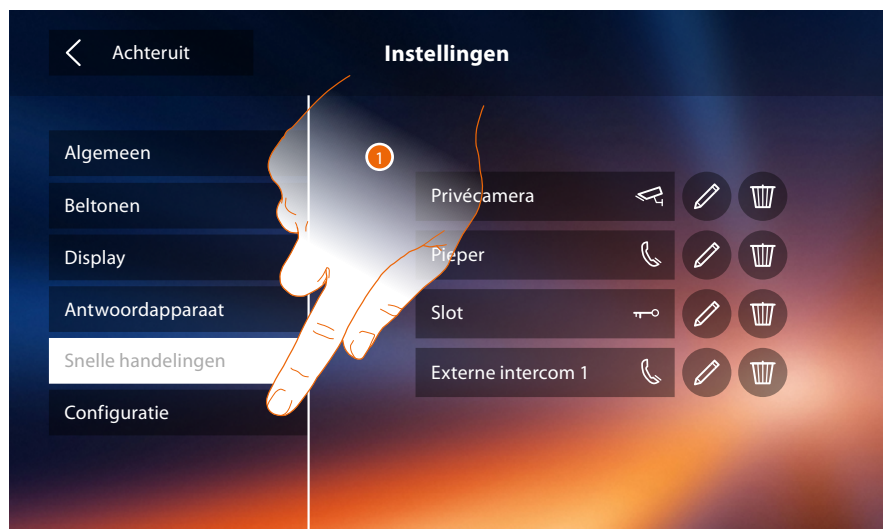 Achteruit
Instellingen
Algemeen
Beltonen
Display
Antwoordapparaat
Snelle handelingen
Configuratie
1
Privécamera
Pieper
Slot
Externe intercom 1